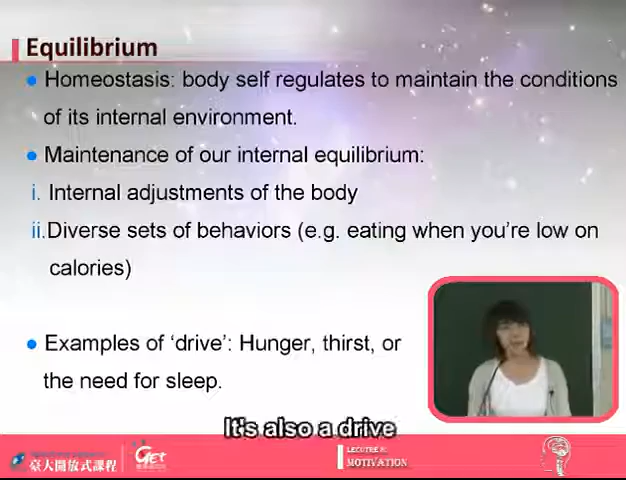 Equilibrium
Homeostasis: body self regulates to maintain the conditions
of its internal environment.
Maintenance of our internal equilibrium:
i. Internal adjustments of the body
ii.Diverse sets of behaviors (e.g. eating when you're low on
calories)
Examples of 'drive': Hunger, thirst, or
the need for sleep.
It's also a drive
臺大開放式課程
GET
MOTIVATION